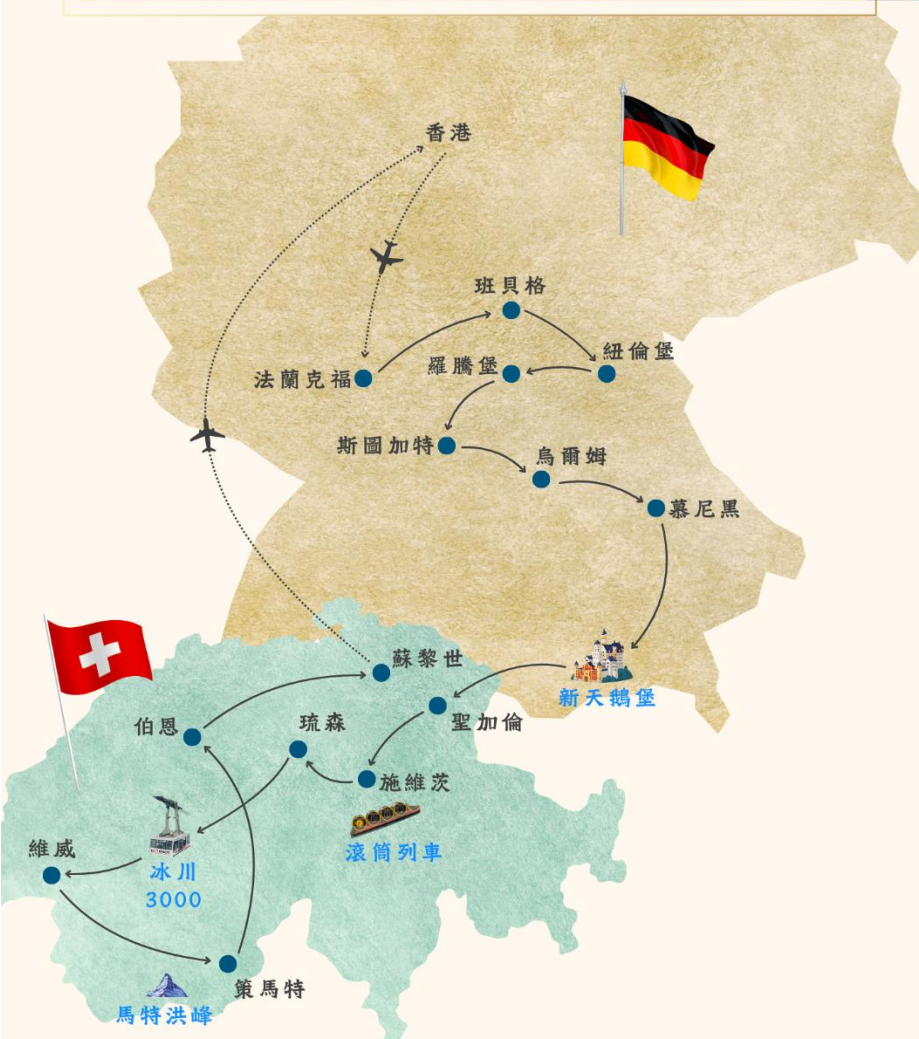 香港
班貝格
紐倫堡
羅騰堡
法蘭克福
斯圖加特
烏爾姆
慕尼黑
新天鵝堡
蘇黎世
聖加倫
琉森
伯恩
施維茨
滾筒列車
維威
冰川
3000
策馬特
馬特洪峰